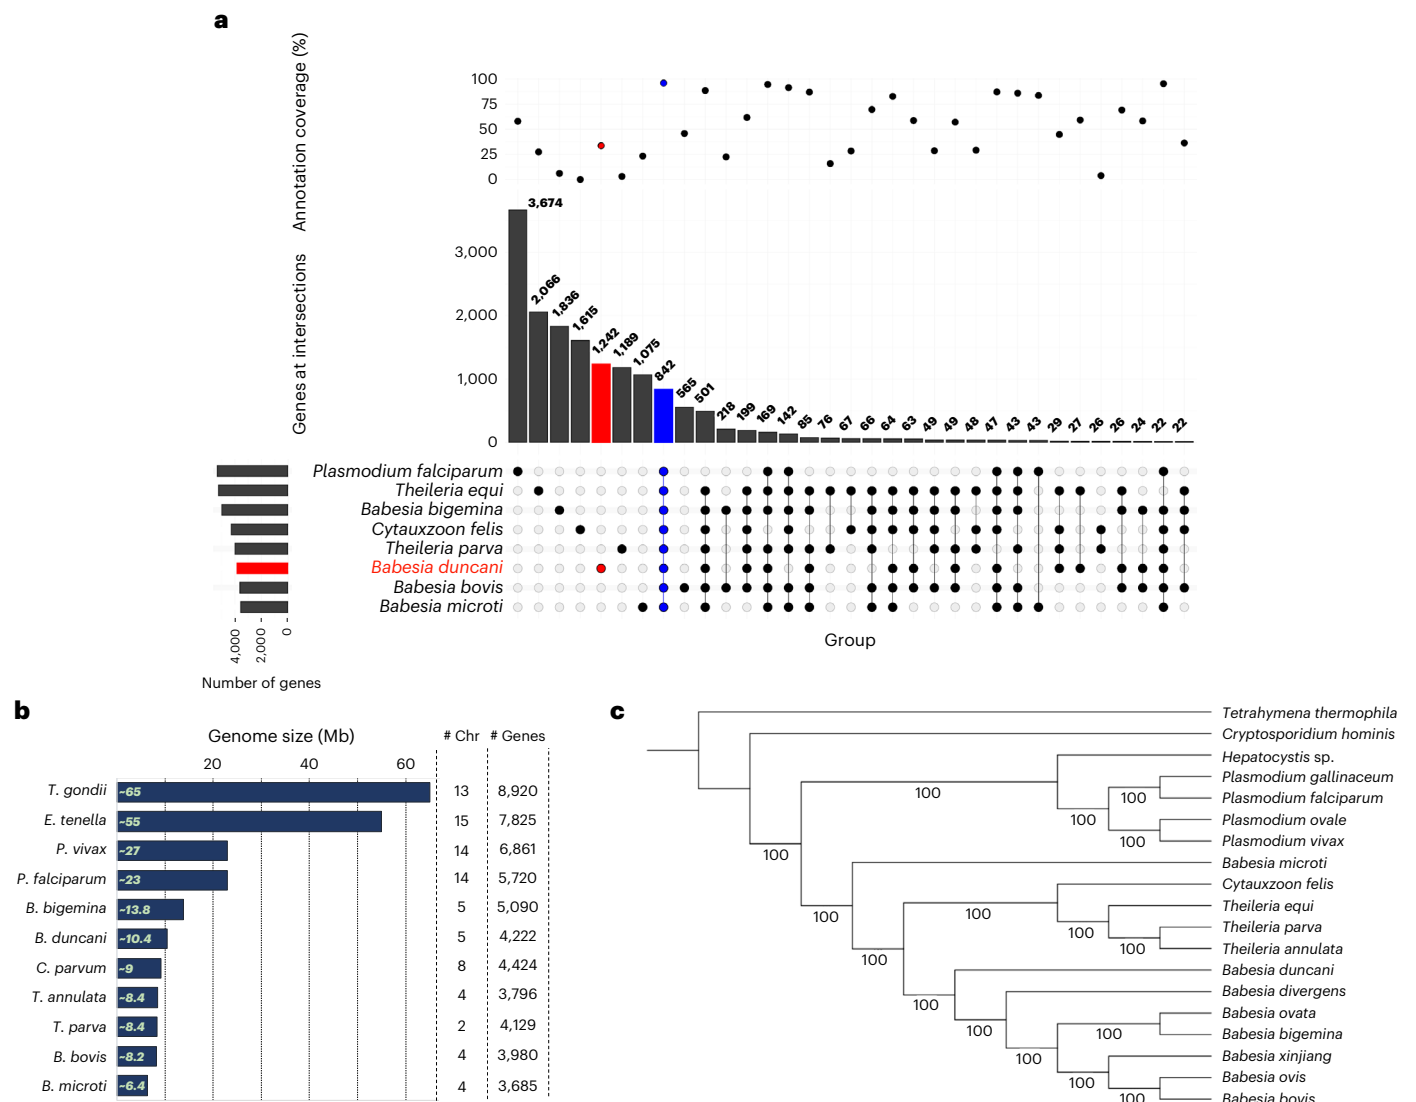 a
Annotation coverage (%)
100
75
50
25
0
Genes at intersections
3,000
2,000
1,000
0
3,674
2,066
1,836
1,615
1,242
1,189
1,075
842
565
501
218
199
169
142
85
76
67
66
64
63
49
49
48
47
43
43
29
27
26
26
24
22
22
Plasmodium falciparum
Theileria equi
Babesia bigemina
Cytauxzoon felis
Theileria parva
Babesia duncani
Babesia bovis
Babesia microti
4,000
2,000
0
Number of genes
Group
b
Genome size (Mb) # Chr # Genes
20 40 60
T. gondii ~65 13 8,920
E. tenella ~55 15 7,825
P. vivax ~27 14 6,861
P. falciparum ~23 14 5,720
B. bigemina ~13.8 5 5,090
B. duncani ~10.4 5 4,222
C. parvum ~9 8 4,424
T. annulata ~8.4 4 3,796
T. parva ~8.4 2 4,129
B. bovis ~8.2 4 3,980
B. microti ~6.4 4 3,685
c
Tetrahymena thermophila
Cryptosporidium hominis
Hepatocystis sp.
Plasmodium gallinaceum
100
100
Plasmodium falciparum
100
Plasmodium ovale
100
Plasmodium vivax
100
Babesia microti
Cytauxzoon felis
100
Theileria equi
100
Theileria parva
100
100
Theileria annulata
100
Babesia duncani
Babesia divergens
100
Babesia ovata
100
100
Babesia bigemina
Babesia xinjiang
100
Babesia ovis
100
Babesia bovis
100